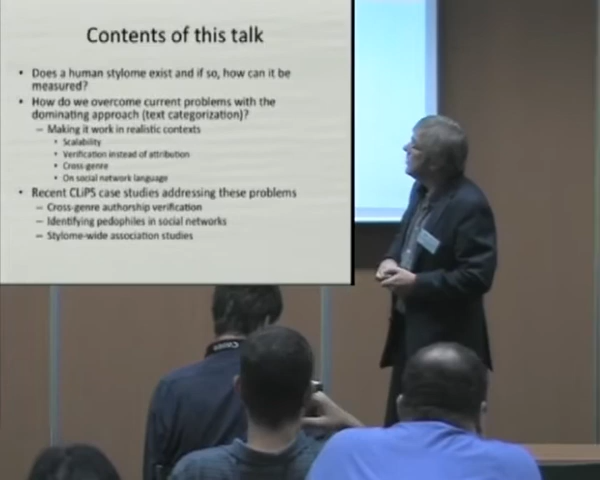 Contents of this talk
• Does a human stylome exist and if so, how can it be
measured?
• How do we overcome current problems with the
dominating approach (text categorization)?
– Making it work in realistic contexts
• Scalability
• Verification instead of attribution
• Cross-genre
• On social network language
• Recent CLiPS case studies addressing these problems
– Cross-genre authorship verification
– Identifying pedophiles in social networks
– Stylome-wide association studies
Canon